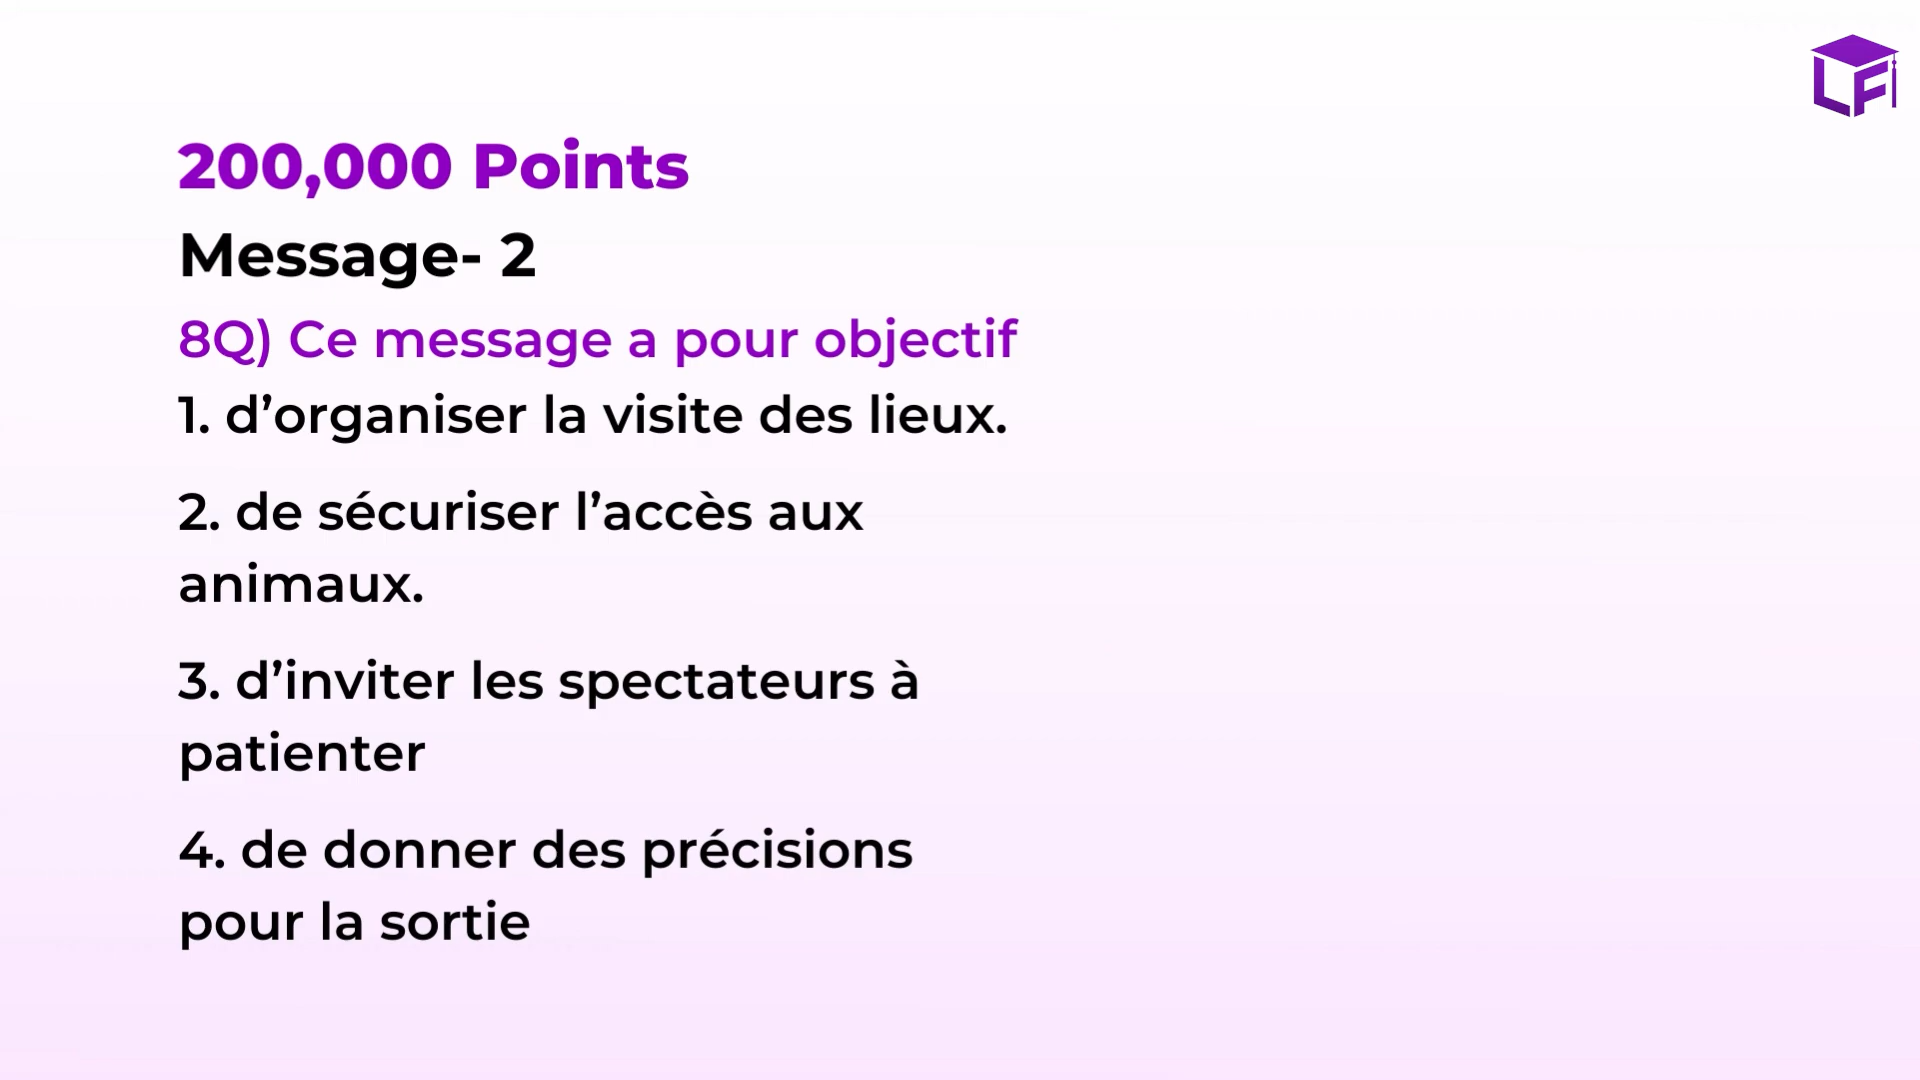 LF
200,000 Points
Message- 2
8Q) Ce message a pour objectif
1. d’organiser la visite des lieux.
2. de sécuriser l’accès aux
animaux.
3. d’inviter les spectateurs à
patienter
4. de donner des précisions
pour la sortie